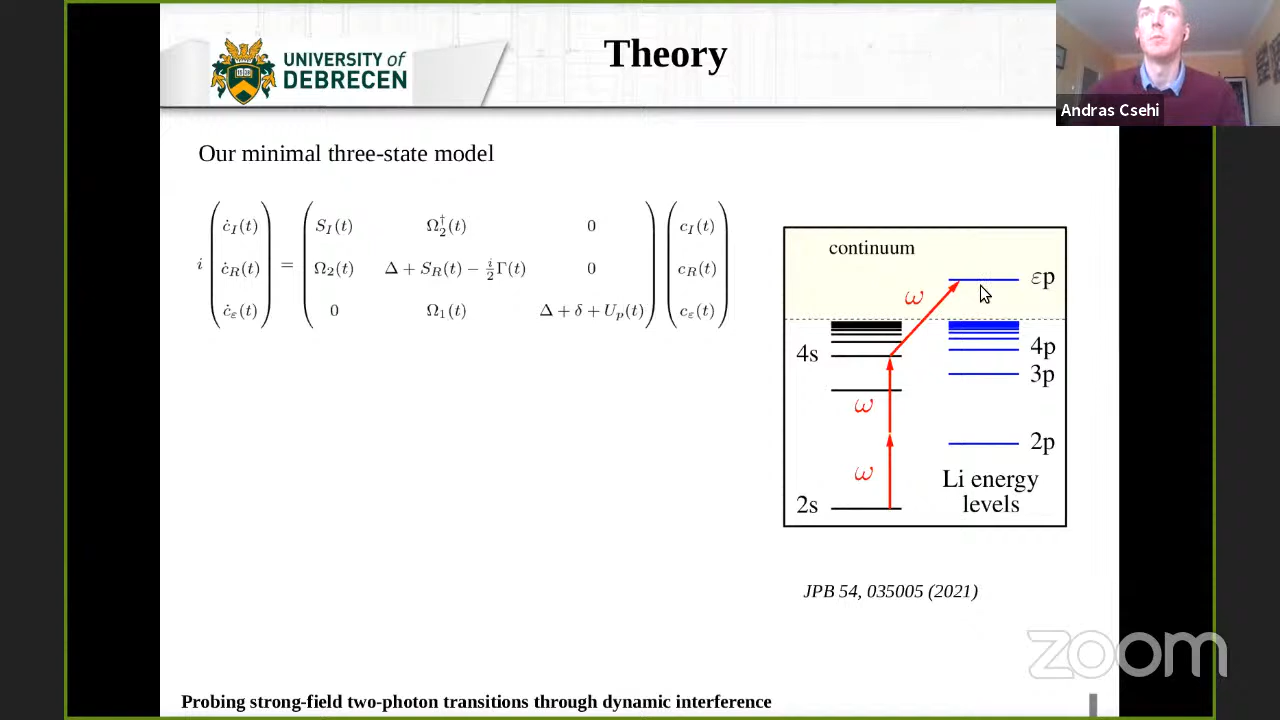 UNIVERSITY of
DEBRECEN
Theory
Andras Csehi
Our minimal three-state model
i ( ċ_I(t) ) = ( S_I(t) Ω₂†(t) 0 ) ( c_I(t) )
( ċ_R(t) ) ( Ω₂(t) Δ + S_R(t) − i/2 Γ(t) 0 ) ( c_R(t) )
( ċ_ε(t) ) ( 0 Ω₁(t) Δ + δ + U_p(t) ) ( c_ε(t) )
continuum
ω
εp
4s
4p
3p
ω
2p
ω
2s
Li energy
levels
JPB 54, 035005 (2021)
zoom
Probing strong-field two-photon transitions through dynamic interference